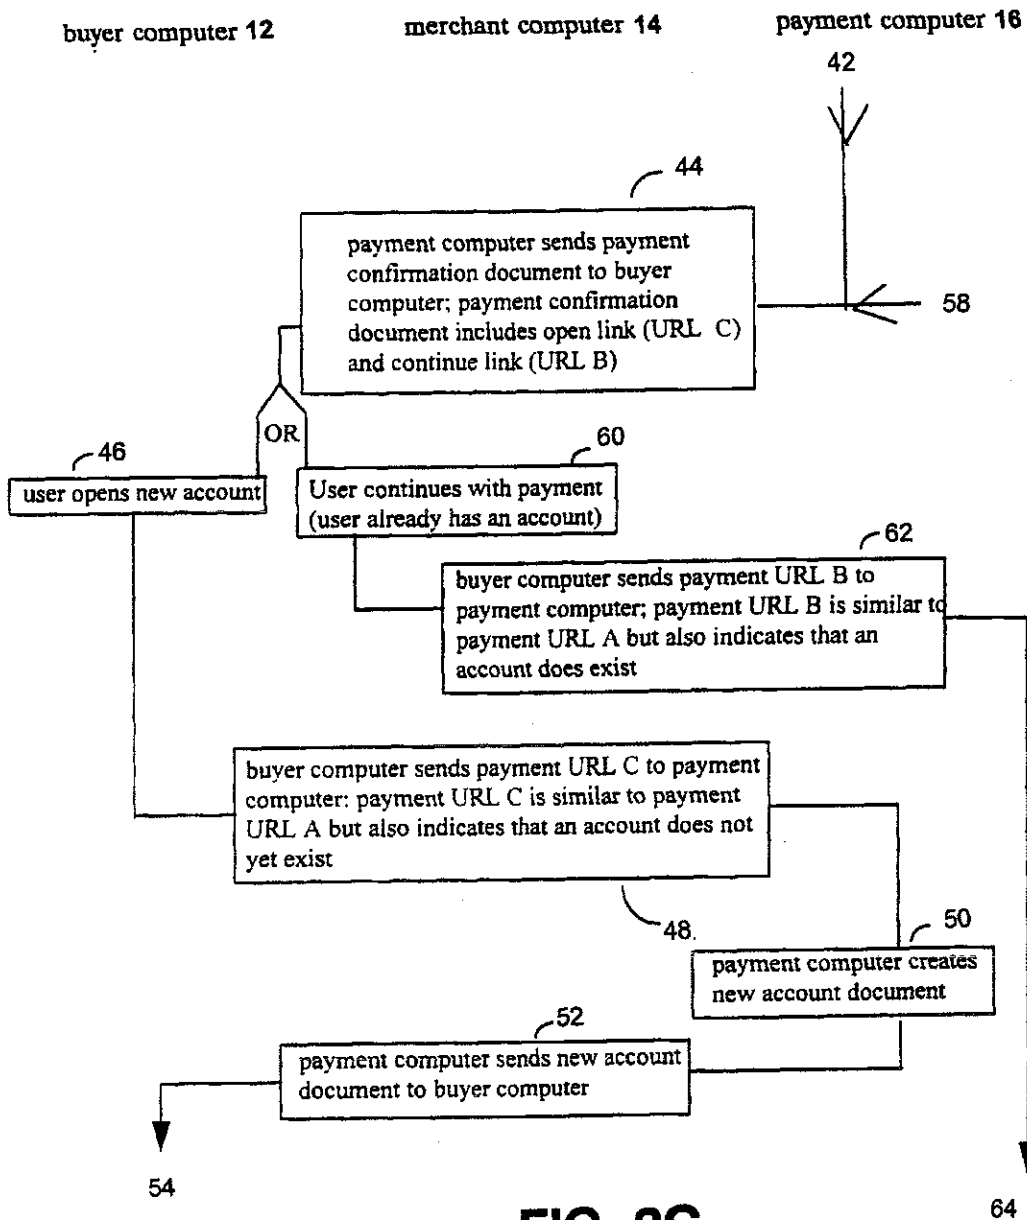 buyer computer 12 merchant computer 14 payment computer 16
42
44
payment computer sends payment
confirmation document to buyer
computer; payment confirmation
document includes open link (URL C)
and continue link (URL B)
58
OR
46
user opens new account
60
User continues with payment
(user already has an account)
62
buyer computer sends payment URL B to
payment computer; payment URL B is similar to
payment URL A but also indicates that an
account does exist
buyer computer sends payment URL C to payment
computer: payment URL C is similar to payment
URL A but also indicates that an account does not
yet exist
48.
50
payment computer creates
new account document
52
payment computer sends new account
document to buyer computer
54
64